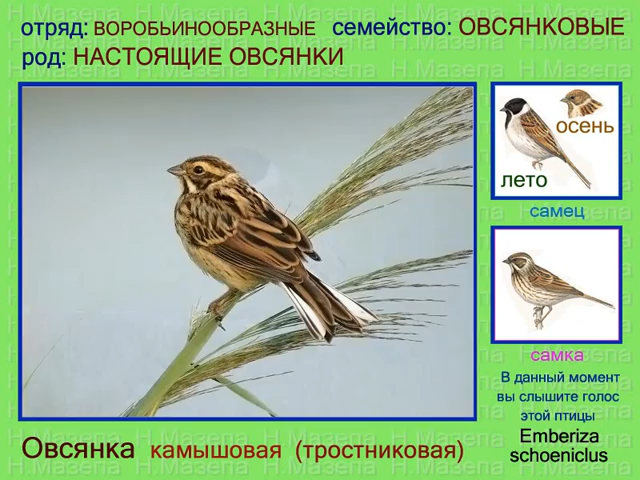 отряд: ВОРОБЬИНООБРАЗНЫЕ семейство: ОВСЯНКОВЫЕ
род: НАСТОЯЩИЕ ОВСЯНКИ
осень
лето
самец
самка
В данный момент
вы слышите голос
этой птицы
Emberiza
schoeniclus
Овсянка камышовая (тростниковая)
Н.Мазепа